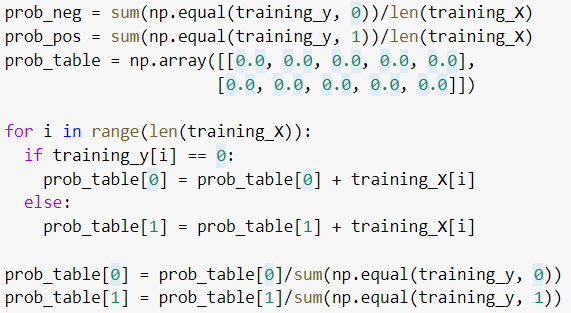 prob_neg = sum(np.equal(training_y, 0))/len(training_X)
prob_pos = sum(np.equal(training_y, 1))/len(training_X)
prob_table = np.array([[0.0, 0.0, 0.0, 0.0, 0.0],
                       [0.0, 0.0, 0.0, 0.0, 0.0]])

for i in range(len(training_X)):
  if training_y[i] == 0:
    prob_table[0] = prob_table[0] + training_X[i]
  else:
    prob_table[1] = prob_table[1] + training_X[i]

prob_table[0] = prob_table[0]/sum(np.equal(training_y, 0))
prob_table[1] = prob_table[1]/sum(np.equal(training_y, 1))